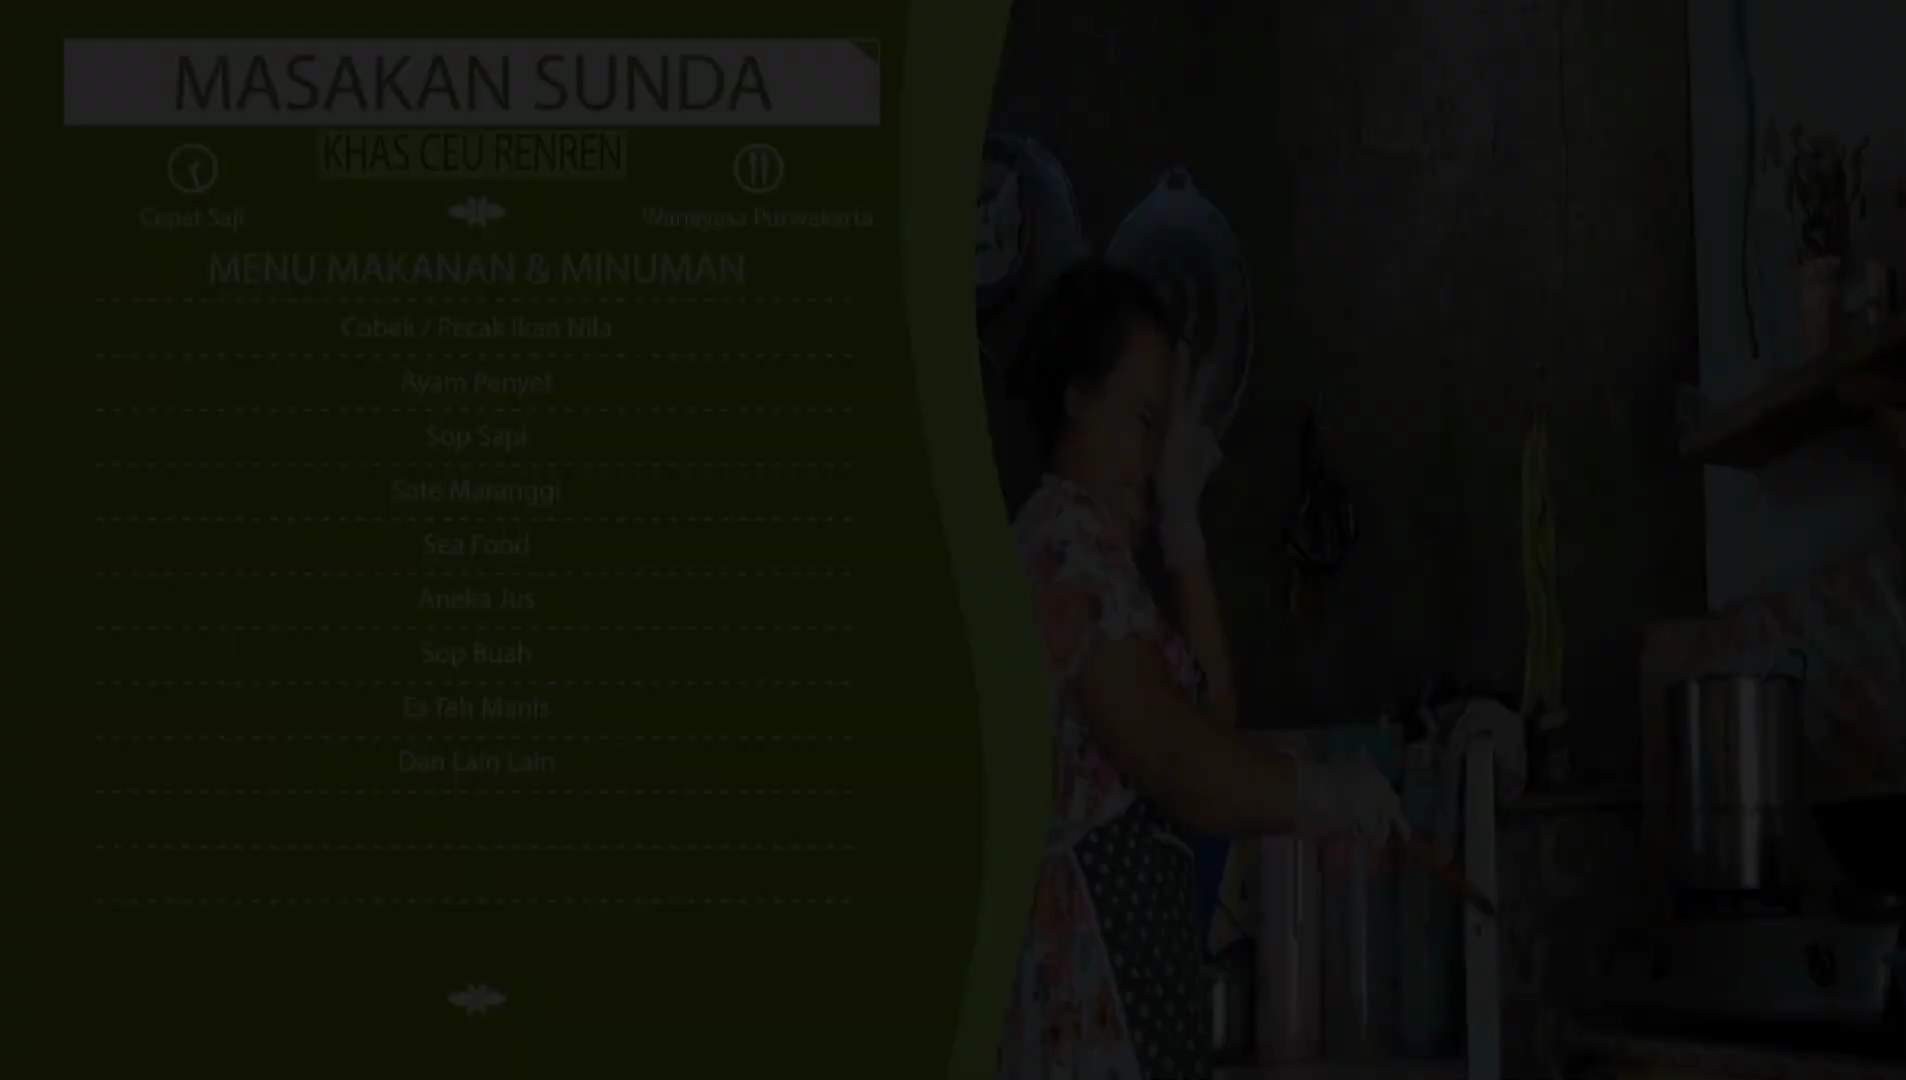 MASAKAN SUNDA
KHAS CEU RENREN
Cepat Saji
Wanayasa Purwakarta
MENU MAKANAN & MINUMAN
Cobek / Pecak Ikan Nila
Ayam Penyet
Sop Sapi
Sate Maranggi
Sea Food
Aneka Jus
Sop Buah
Es Teh Manis
Dan Lain Lain